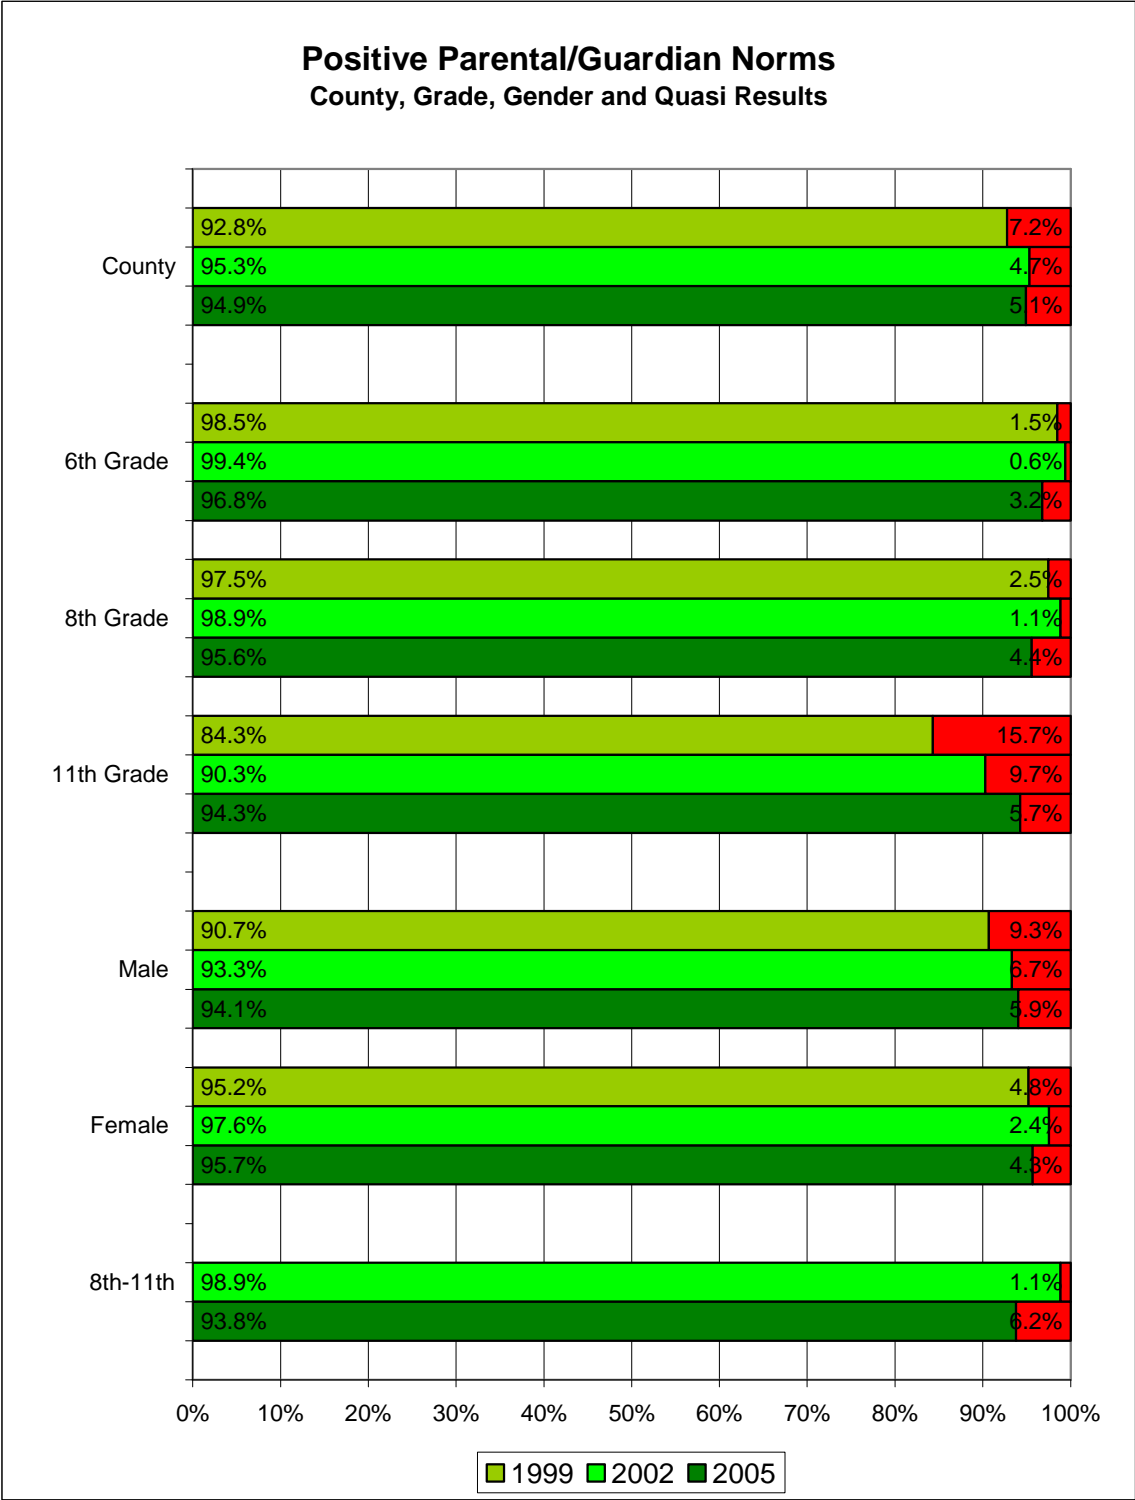 Positive Parental/Guardian Norms
County, Grade, Gender and Quasi Results
92.8% 7.2%
County 95.3% 4.7%
94.9% 5.1%
98.5% 1.5%
6th Grade 99.4% 0.6%
96.8% 3.2%
97.5% 2.5%
8th Grade 98.9% 1.1%
95.6% 4.4%
84.3% 15.7%
11th Grade 90.3% 9.7%
94.3% 5.7%
90.7% 9.3%
Male 93.3% 6.7%
94.1% 5.9%
95.2% 4.8%
Female 97.6% 2.4%
95.7% 4.3%
8th-11th 98.9% 1.1%
93.8% 6.2%
0% 10% 20% 30% 40% 50% 60% 70% 80% 90% 100%
1999 2002 2005